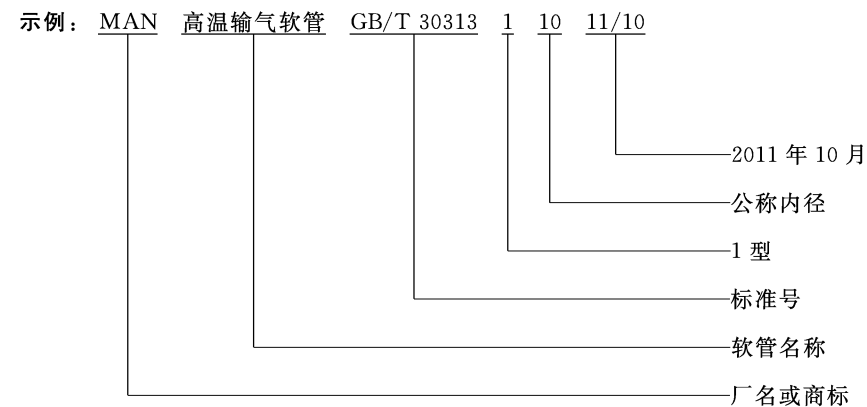 示例：MAN 高温输气软管 GB/T 30313 1 10 11/10
2011 年 10 月
公称内径
1 型
标准号
软管名称
厂名或商标